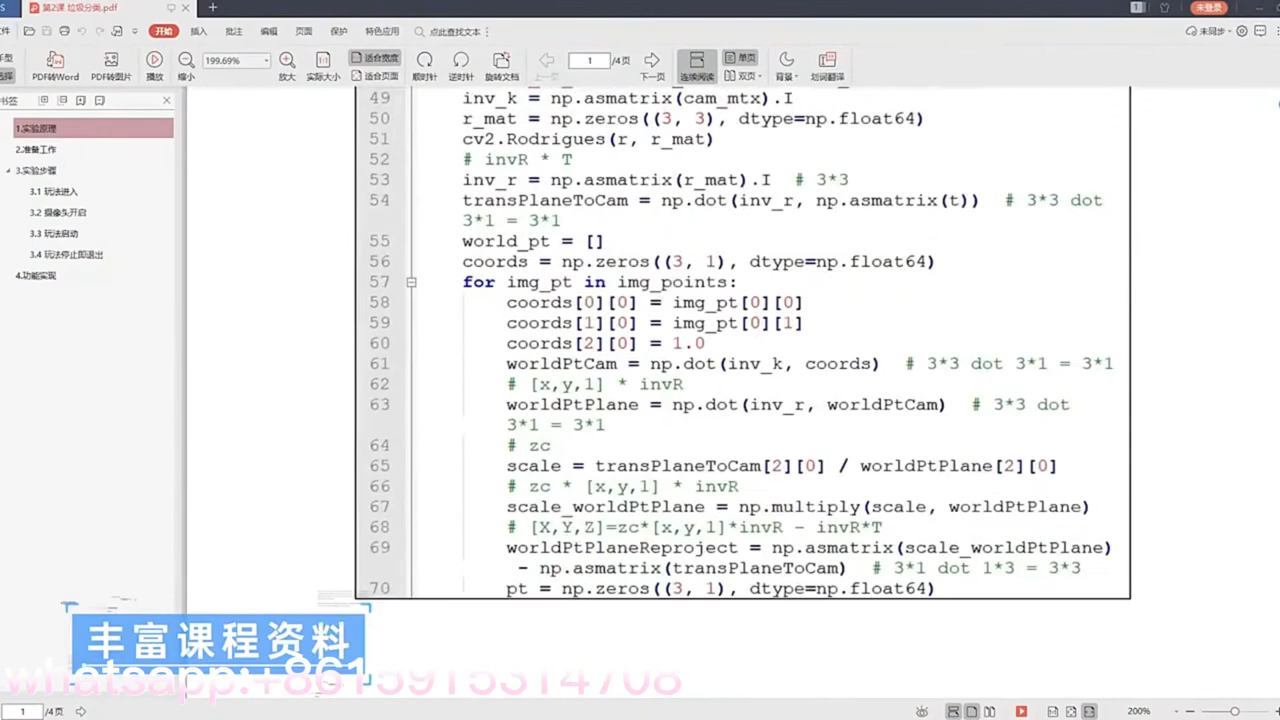 第2课 垃圾分类.pdf
1
未登录
开始
插入
批注
编辑
页面
保护
特色应用
点此查找文本
未同步
PDF转Word
PDF转图片
播放
缩小
199.69%
放大
实际大小
适合宽度
适合页面
顺时针
逆时针
旋转文档
上一页
1
/4页
下一页
连续阅读
单页
双页
背景
划词翻译
书签
1.实验原理
2.准备工作
3.实验步骤
3.1 玩法进入
3.2 摄像头开启
3.3 玩法启动
3.4 玩法停止即退出
4.功能实现
49 inv_k = np.asmatrix(cam_mtx).I
50 r_mat = np.zeros((3, 3), dtype=np.float64)
51 cv2.Rodrigues(r, r_mat)
52 # invR * T
53 inv_r = np.asmatrix(r_mat).I # 3*3
54 transPlaneToCam = np.dot(inv_r, np.asmatrix(t)) # 3*3 dot
3*1 = 3*1
55 world_pt = []
56 coords = np.zeros((3, 1), dtype=np.float64)
57 for img_pt in img_points:
58 coords[0][0] = img_pt[0][0]
59 coords[1][0] = img_pt[0][1]
60 coords[2][0] = 1.0
61 worldPtCam = np.dot(inv_k, coords) # 3*3 dot 3*1 = 3*1
62 # [x,y,1] * invR
63 worldPtPlane = np.dot(inv_r, worldPtCam) # 3*3 dot
3*1 = 3*1
64 # zc
65 scale = transPlaneToCam[2][0] / worldPtPlane[2][0]
66 # zc * [x,y,1] * invR
67 scale_worldPtPlane = np.multiply(scale, worldPtPlane)
68 # [X,Y,Z]=zc*[x,y,1]*invR - invR*T
69 worldPtPlaneReproject = np.asmatrix(scale_worldPtPlane)
- np.asmatrix(transPlaneToCam) # 3*1 dot 1*3 = 3*3
70 pt = np.zeros((3, 1), dtype=np.float64)
丰富课程资料
whatsapp:+8615915314708
1
/4页
200%